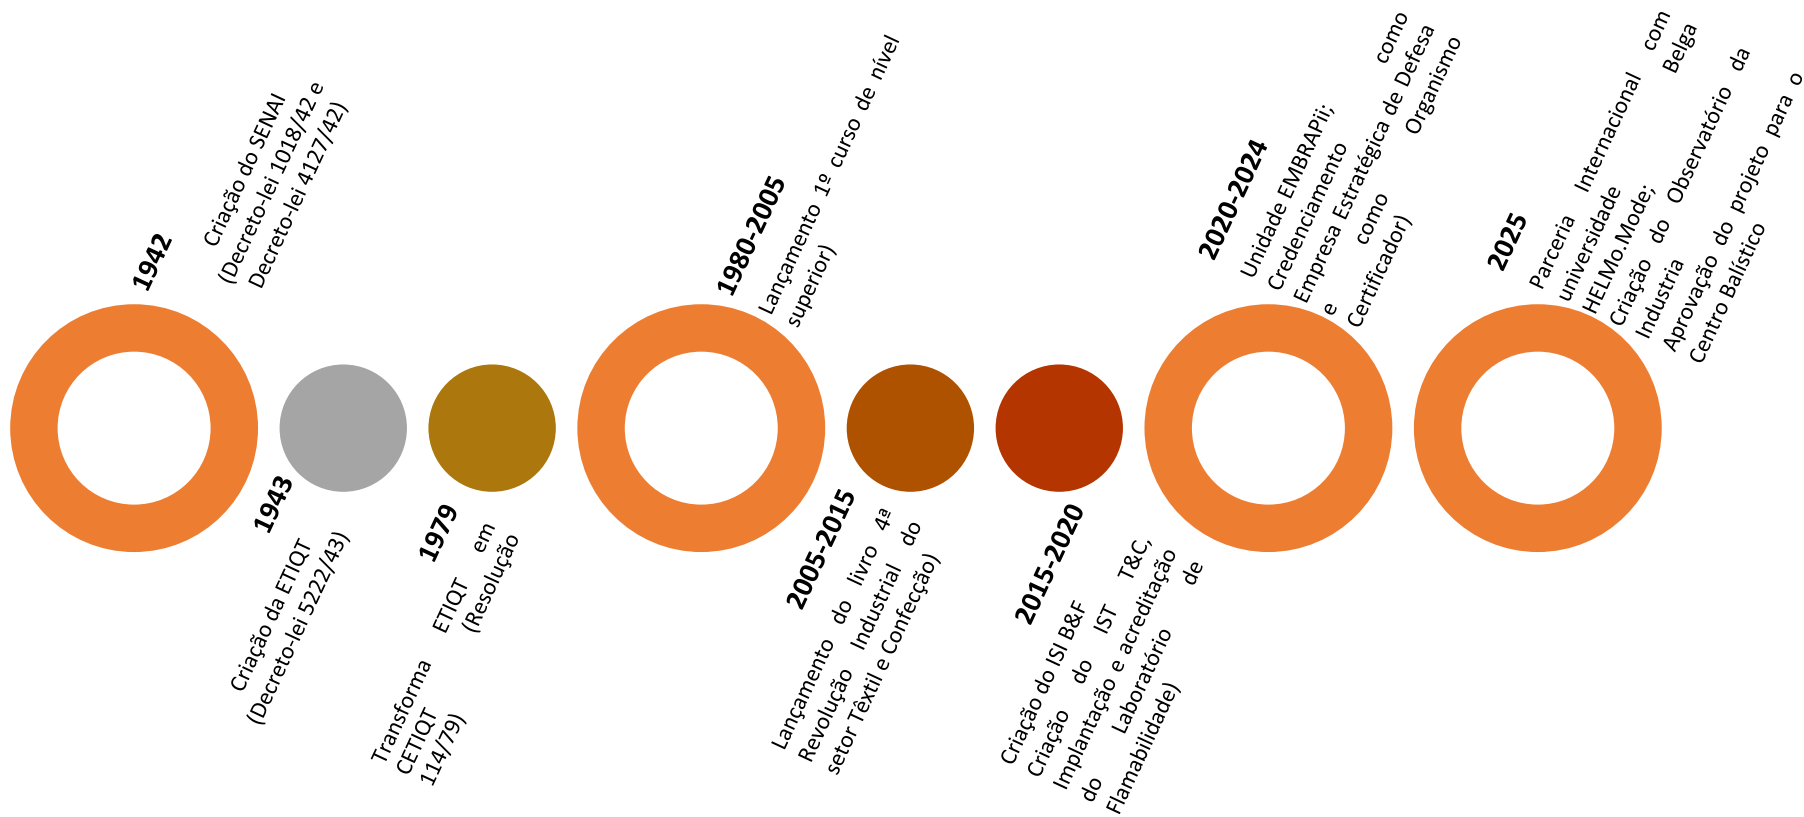 1942
Criação do SENAI
(Decreto-lei 1018/42 e
Decreto-lei 4127/42)
1943
Criação da ETIQT
(Decreto-lei 5222/43)
1979
Transforma ETIQT em
CETIQT (Resolução
114/79)
1980-2005
Lançamento 1º curso de nível
superior)
2005-2015
Lançamento do livro 4ª
Revolução Industrial do
setor Têxtil e Confecção)
2015-2020
Criação do ISI B&F
Criação do IST T&C,
Implantação e acreditação
do Laboratório de
Flamabilidade)
2020-2024
Unidade EMBRAPii;
Credenciamento como
Empresa Estratégica de Defesa
e como Organismo
Certificador)
2025
Parceria Internacional com
universidade Belga
HELMo.Mode;
Criação do Observatório da
Industria
Aprovação do projeto para o
Centro Balístico